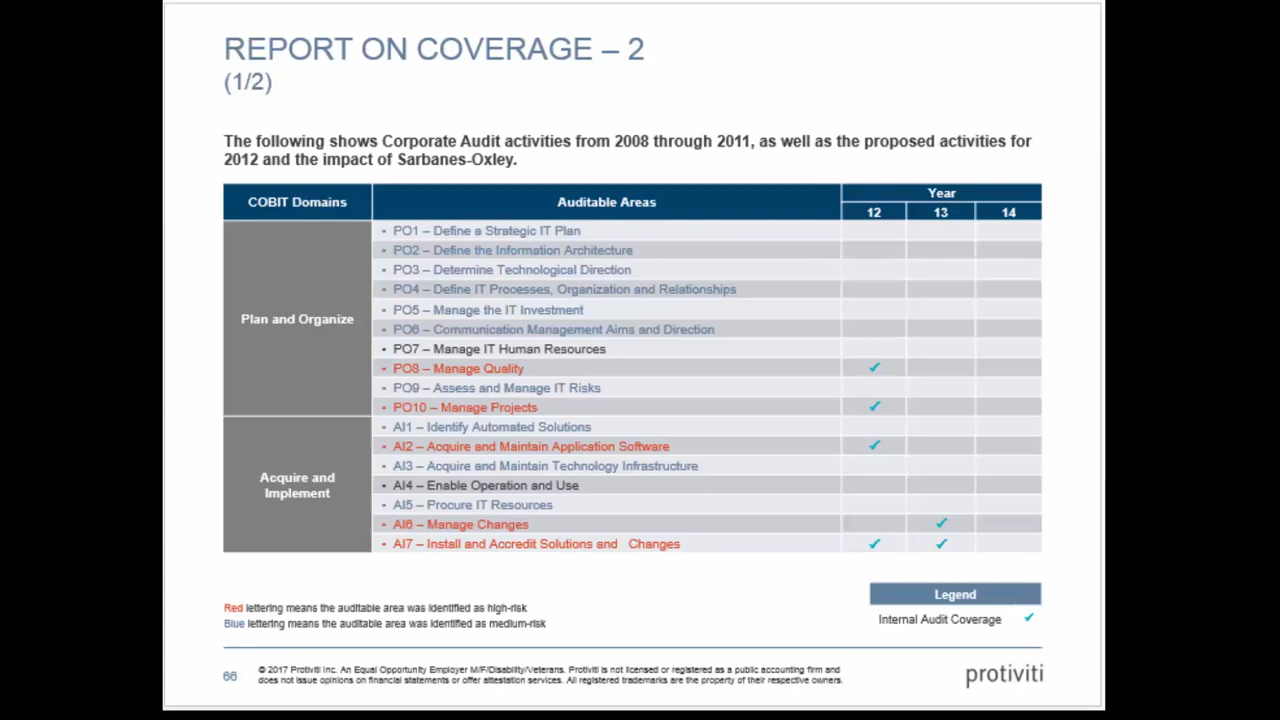 REPORT ON COVERAGE – 2
(1/2)
The following shows Corporate Audit activities from 2008 through 2011, as well as the proposed activities for
2012 and the impact of Sarbanes-Oxley.
COBIT Domains Auditable Areas Year
12 13 14
Plan and Organize
• PO1 – Define a Strategic IT Plan
• PO2 – Define the Information Architecture
• PO3 – Determine Technological Direction
• PO4 – Define IT Processes, Organization and Relationships
• PO5 – Manage the IT Investment
• PO6 – Communication Management Aims and Direction
• PO7 – Manage IT Human Resources
• PO8 – Manage Quality ✓
• PO9 – Assess and Manage IT Risks
• PO10 – Manage Projects ✓
Acquire and
Implement
• AI1 – Identify Automated Solutions
• AI2 – Acquire and Maintain Application Software ✓
• AI3 – Acquire and Maintain Technology Infrastructure
• AI4 – Enable Operation and Use
• AI5 – Procure IT Resources
• AI6 – Manage Changes ✓
• AI7 – Install and Accredit Solutions and Changes ✓ ✓
Red lettering means the auditable area was identified as high-risk
Blue lettering means the auditable area was identified as medium-risk
Legend
Internal Audit Coverage ✓
66
© 2017 Protiviti Inc. An Equal Opportunity Employer M/F/Disability/Veterans. Protiviti is not licensed or registered as a public accounting firm and
does not issue opinions on financial statements or offer attestation services. All registered trademarks are the property of their respective owners.
protiviti